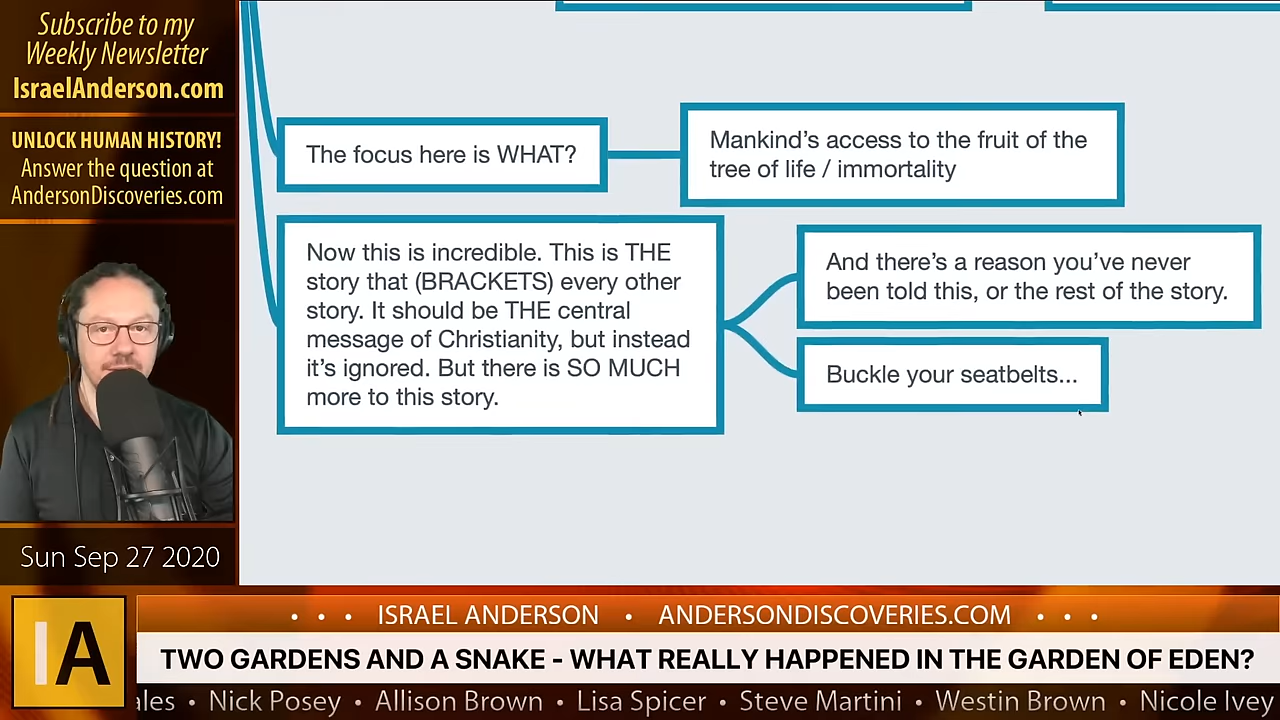 Subscribe to my
Weekly Newsletter
IsraelAnderson.com
UNLOCK HUMAN HISTORY!
Answer the question at
AndersonDiscoveries.com
The focus here is WHAT?
Mankind's access to the fruit of the
tree of life / immortality
Now this is incredible. This is THE
story that (BRACKETS) every other
story. It should be THE central
message of Christianity, but instead
it's ignored. But there is SO MUCH
more to this story.
And there's a reason you've never
been told this, or the rest of the story.
Buckle your seatbelts...
Sun Sep 27 2020
IA
• • • ISRAEL ANDERSON • ANDERSONDISCOVERIES.COM • • •
TWO GARDENS AND A SNAKE - WHAT REALLY HAPPENED IN THE GARDEN OF EDEN?
ales • Nick Posey • Allison Brown • Lisa Spicer • Steve Martini • Westin Brown • Nicole Ivey